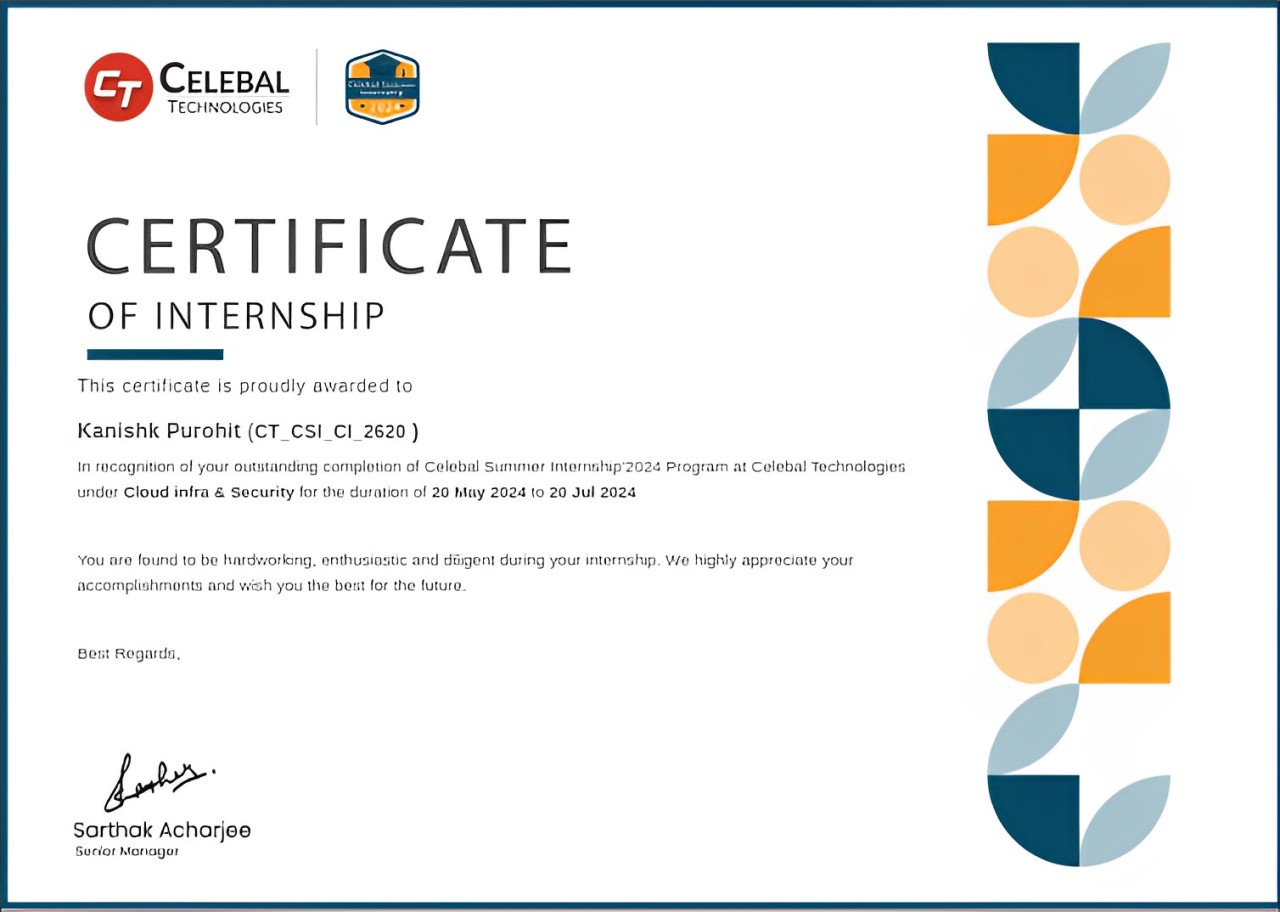 CT CELEBAL
TECHNOLOGIES
2024
CERTIFICATE
OF INTERNSHIP
This certificate is proudly awarded to
Kanishk Purohit (CT_CSI_CI_2620 )
In recognition of your outstanding completion of Celebal Summer Internship'2024 Program at Celebal Technologies
under Cloud infra & Security for the duration of 20 May 2024 to 20 Jul 2024
You are found to be hardworking, enthusiastic and diligent during your internship. We highly appreciate your
accomplishments and wish you the best for the future.
Best Regards,
Sarthak Acharjee
Senior Manager